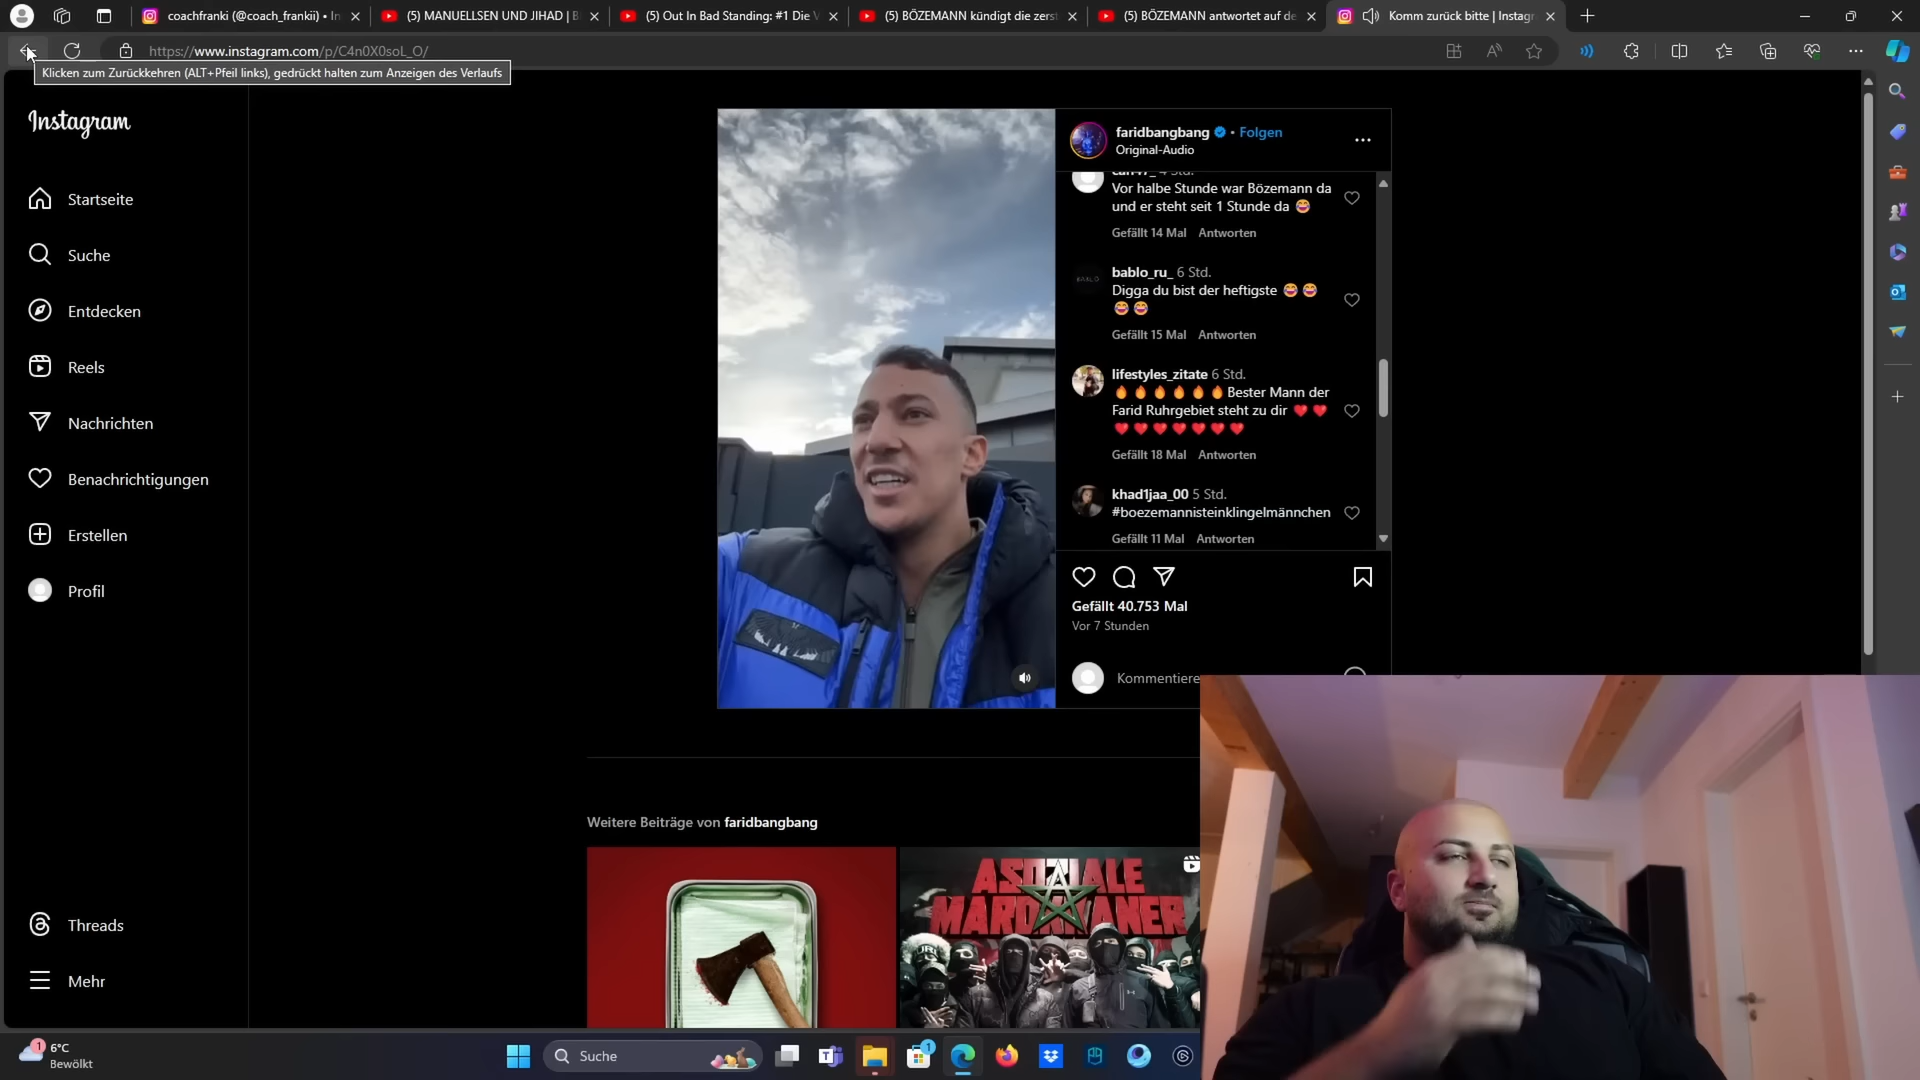 coachfranki (@coach_frankii) • In
(5) MANUELLSEN UND JIHAD | B
(5) Out In Bad Standing: #1 Die V
(5) BÖZEMANN kündigt die zerst
(5) BÖZEMANN antwortet auf de
Komm zurück bitte | Instagr
https://www.instagram.com/p/C4n0X0soL_O/
Klicken zum Zurückkehren (ALT+Pfeil links), gedrückt halten zum Anzeigen des Verlaufs
Instagram
Startseite
Suche
Entdecken
Reels
Nachrichten
Benachrichtigungen
Erstellen
Profil
Threads
Mehr
faridbangbang • Folgen
Original-Audio
Vor halbe Stunde war Bözemann da
und er steht seit 1 Stunde da 😂
Gefällt 14 Mal Antworten
bablo_ru_ 6 Std.
Digga du bist der heftigste 😂 😂
😂 😂
Gefällt 15 Mal Antworten
lifestyles_zitate 6 Std.
🔥 🔥 🔥 🔥 🔥 🔥 Bester Mann der
Farid Ruhrgebiet steht zu dir ❤️ ❤️
❤️ ❤️ ❤️ ❤️ ❤️ ❤️ ❤️
Gefällt 18 Mal Antworten
khad1jaa_00 5 Std.
#boezemannisteinklingelmännchen
Gefällt 11 Mal Antworten
Gefällt 40.753 Mal
Vor 7 Stunden
Kommentiere
Weitere Beiträge von faridbangbang
ASOZIALE
MAROKKANER
1
6°C
Bewölkt
Suche
1